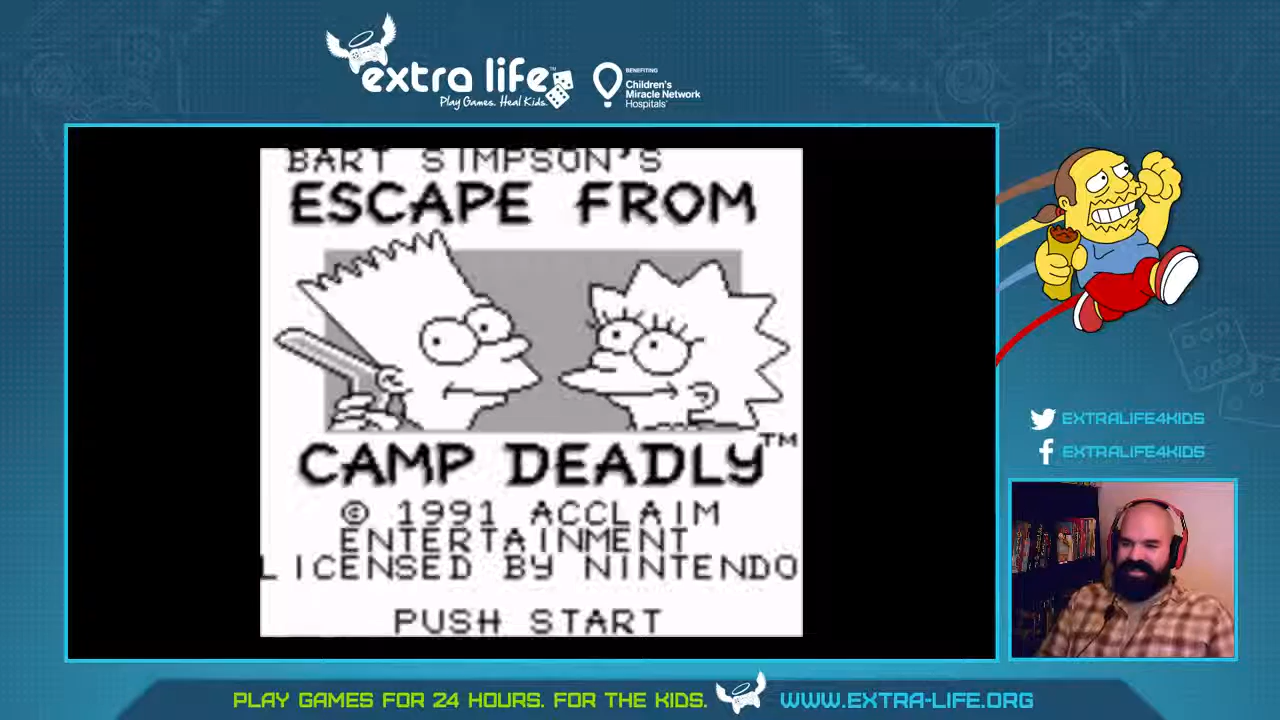 extra life™
Play Games. Heal Kids.
BENEFITING
Children's
Miracle Network
Hospitals®
BART SIMPSON'S
ESCAPE FROM
CAMP DEADLY™
© 1991 ACCLAIM
ENTERTAINMENT
LICENSED BY NINTENDO
PUSH START
EXTRALIFE4KIDS
EXTRALIFE4KIDS
PLAY GAMES FOR 24 HOURS. FOR THE KIDS.
WWW.EXTRA-LIFE.ORG